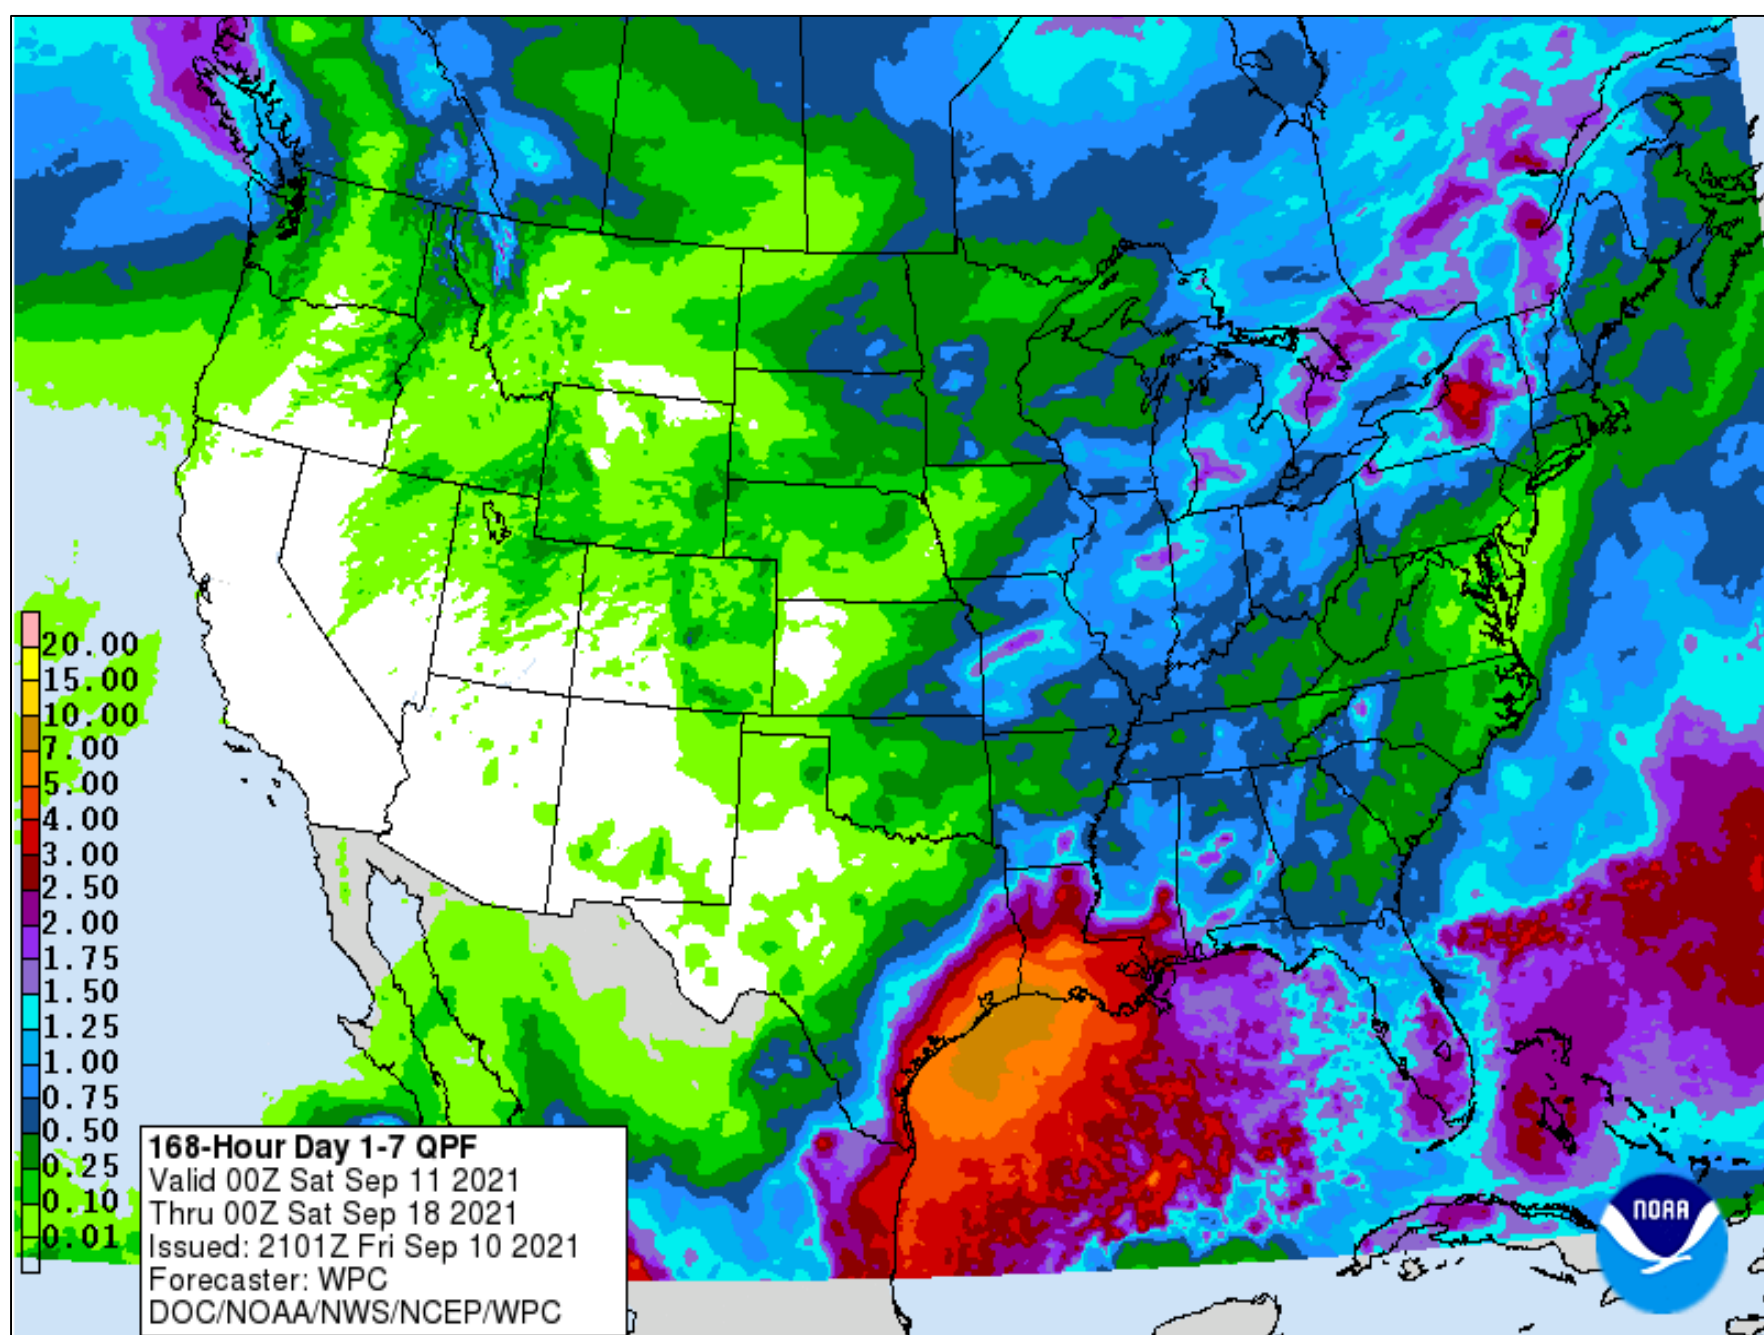 20.00
15.00
10.00
7.00
5.00
4.00
3.00
2.50
2.00
1.75
1.50
1.25
1.00
0.75
0.50
0.25
0.10
0.01
168-Hour Day 1-7 QPF
Valid 00Z Sat Sep 11 2021
Thru 00Z Sat Sep 18 2021
Issued: 2101Z Fri Sep 10 2021
Forecaster: WPC
DOC/NOAA/NWS/NCEP/WPC
NOAA